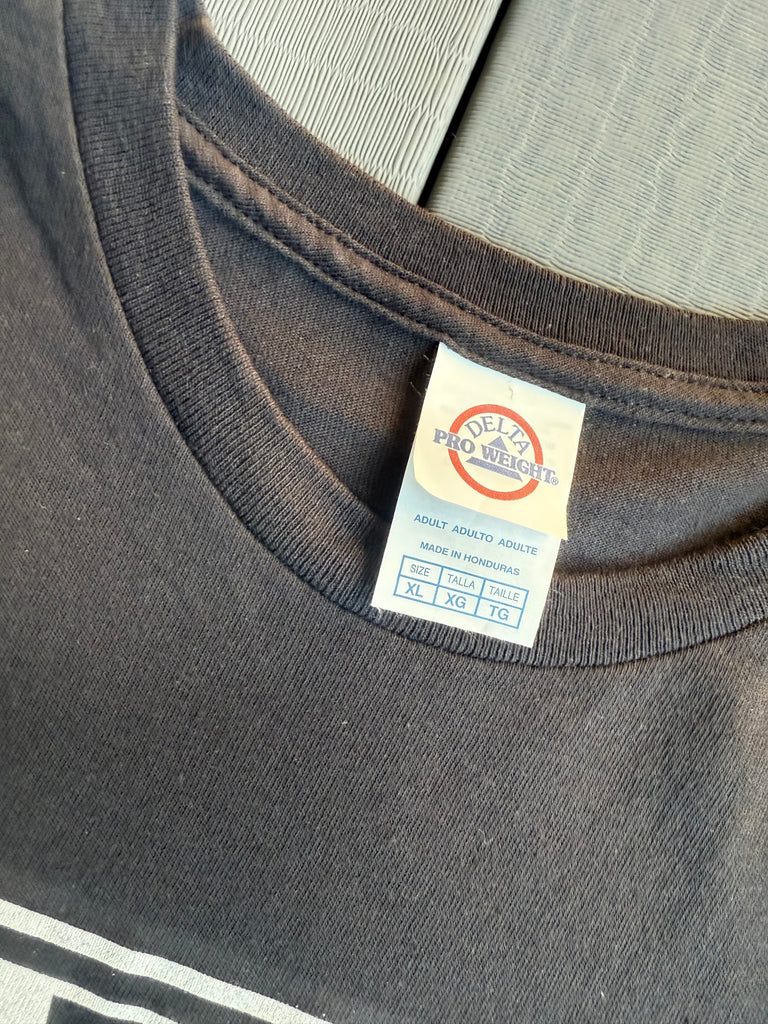 DELTA
PRO WEIGHT®
ADULT ADULTO ADULTE
MADE IN HONDURAS
SIZE TALLA TAILLE
XL XG TG